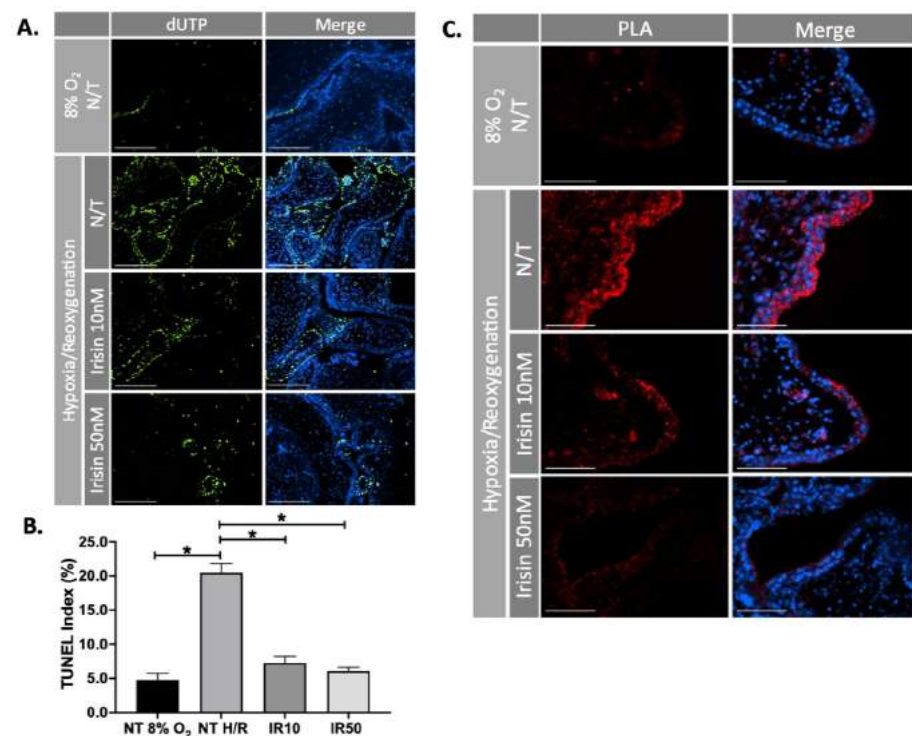 A.
dUTP Merge
8% O₂
N/T
Hypoxia/Reoxygenation
N/T
Irisin 10nM
Irisin 50nM
B.
TUNEL Index (%)
25.0
20.0
15.0
10.0
5.0
0.0
* * *
NT 8% O₂ NT H/R IR10 IR50
C.
PLA Merge
8% O₂
N/T
Hypoxia/Reoxygenation
N/T
Irisin 10nM
Irisin 50nM